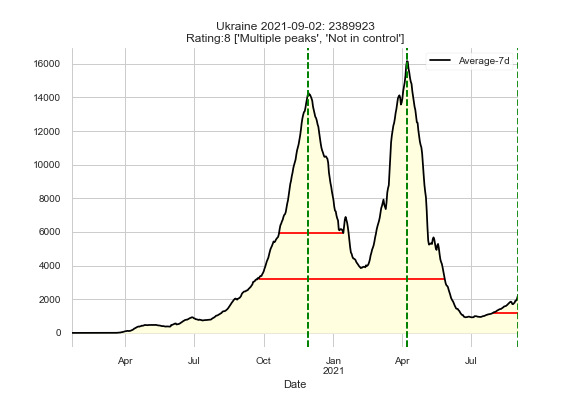 Ukraine 2021-09-02: 2389923
Rating:8 ['Multiple peaks', 'Not in control']
Average-7d
16000
14000
12000
10000
8000
6000
4000
2000
0
Apr Jul Oct Jan Apr Jul
2021
Date